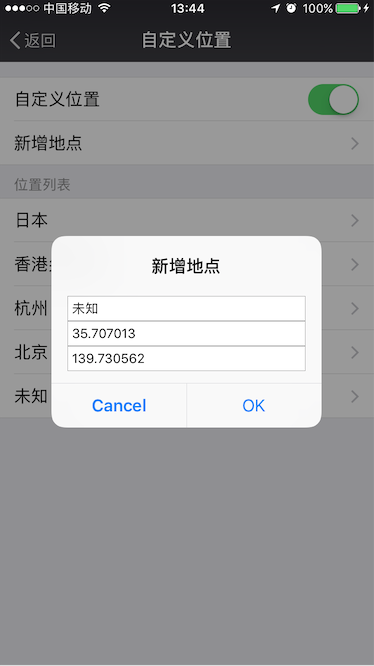 中国移动 13:44 100%
返回 自定义位置
自定义位置
新增地点
位置列表
日本
香港
杭州
北京
未知
新增地点
未知
35.707013
139.730562
Cancel OK